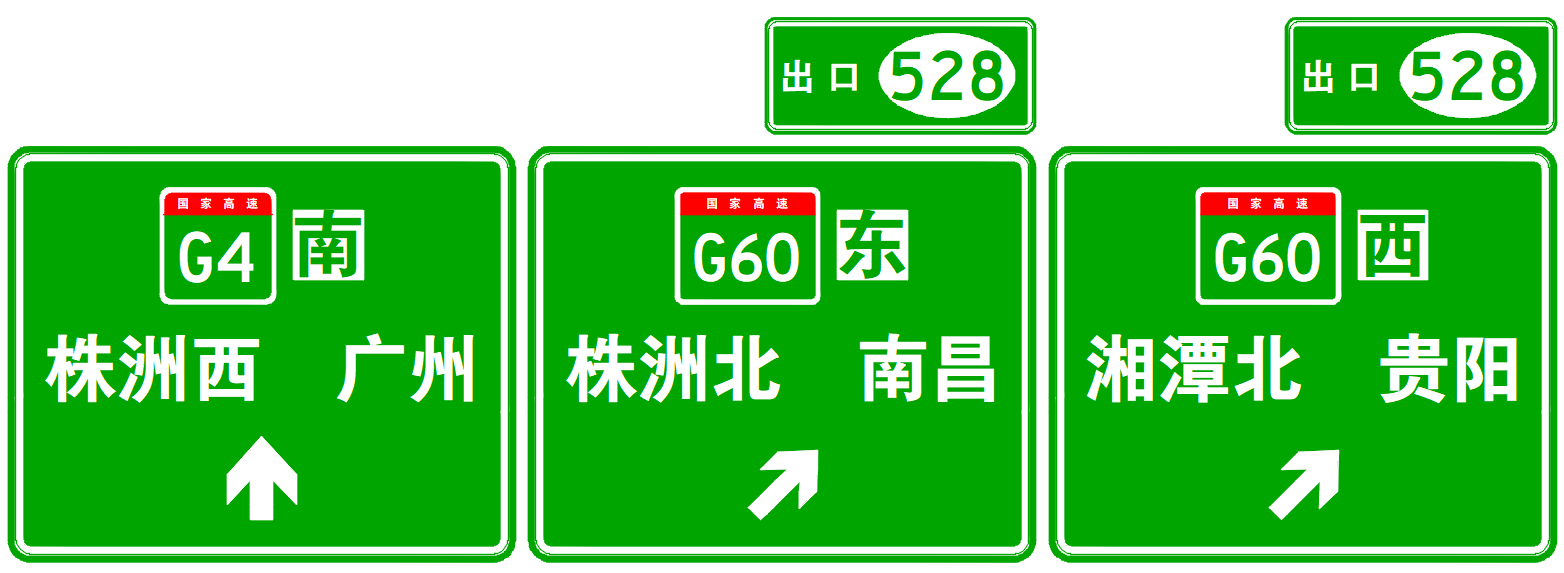 出口 528
出口 528
国家高速
G4 南
株洲西 广州
国家高速
G60 东
株洲北 南昌
国家高速
G60 西
湘潭北 贵阳